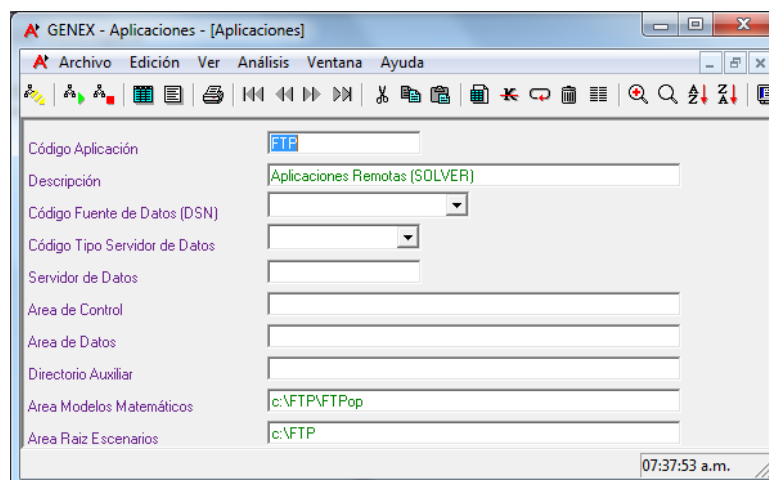 GENEX - Aplicaciones - [Aplicaciones]
Archivo Edición Ver Análisis Ventana Ayuda
Código Aplicación FTP
Descripción Aplicaciones Remotas (SOLVER)
Código Fuente de Datos (DSN)
Código Tipo Servidor de Datos
Servidor de Datos
Area de Control
Area de Datos
Directorio Auxiliar
Area Modelos Matemáticos c:\FTP\FTPop
Area Raiz Escenarios c:\FTP
07:37:53 a.m.